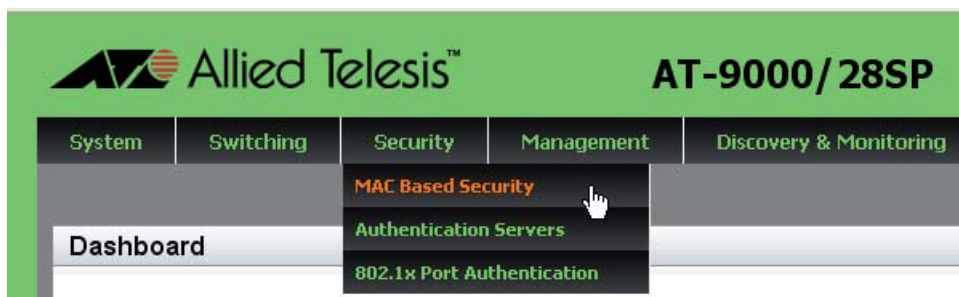 Allied Telesis™
AT-9000/28SP
System Switching Security Management Discovery & Monitoring
MAC Based Security
Authentication Servers
802.1x Port Authentication
Dashboard